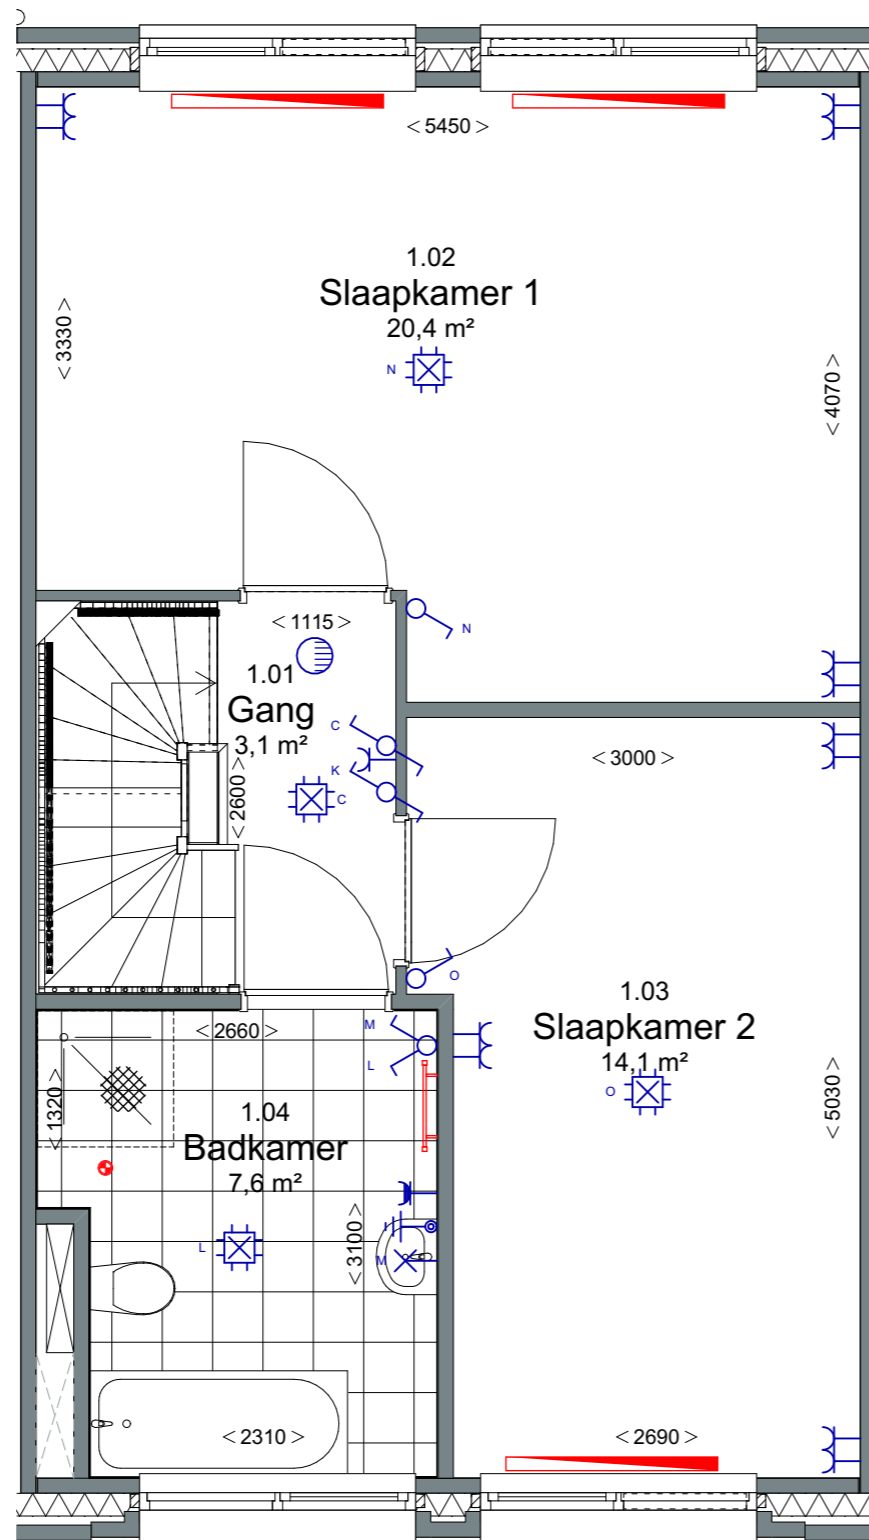 < 5450 >
1.02
Slaapkamer 1
20,4 m²
N
< 3330 >
< 4070 >
N
< 1115 >
1.01
Gang
3,1 m²
C
K
C
< 2600 >
< 3000 >
O
1.03
Slaapkamer 2
14,1 m²
O
< 5030 >
< 2660 >
M
L
< 1320 >
1.04
Badkamer
7,6 m²
L
< 3100 >
M
< 2310 >
< 2690 >